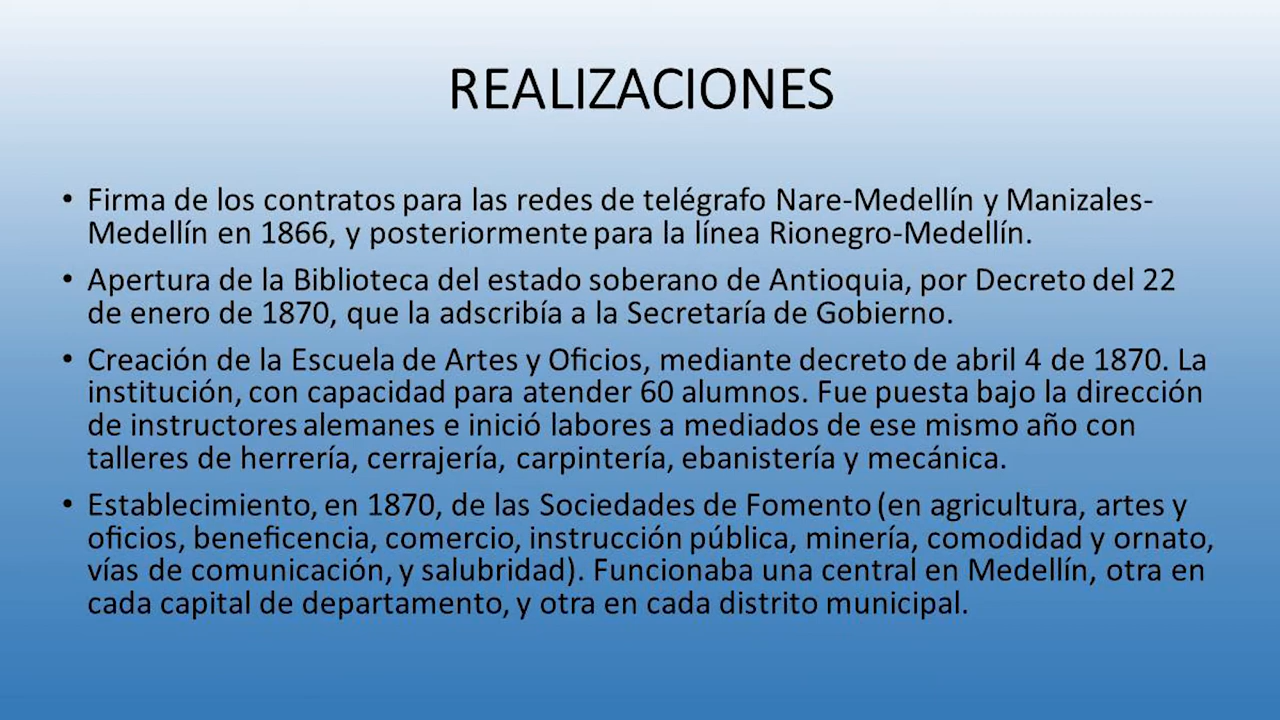 REALIZACIONES
• Firma de los contratos para las redes de telégrafo Nare-Medellín y Manizales-
Medellín en 1866, y posteriormente para la línea Rionegro-Medellín.
• Apertura de la Biblioteca del estado soberano de Antioquia, por Decreto del 22
de enero de 1870, que la adscribía a la Secretaría de Gobierno.
• Creación de la Escuela de Artes y Oficios, mediante decreto de abril 4 de 1870. La
institución, con capacidad para atender 60 alumnos. Fue puesta bajo la dirección
de instructores alemanes e inició labores a mediados de ese mismo año con
talleres de herrería, cerrajería, carpintería, ebanistería y mecánica.
• Establecimiento, en 1870, de las Sociedades de Fomento (en agricultura, artes y
oficios, beneficencia, comercio, instrucción pública, minería, comodidad y ornato,
vías de comunicación, y salubridad). Funcionaba una central en Medellín, otra en
cada capital de departamento, y otra en cada distrito municipal.